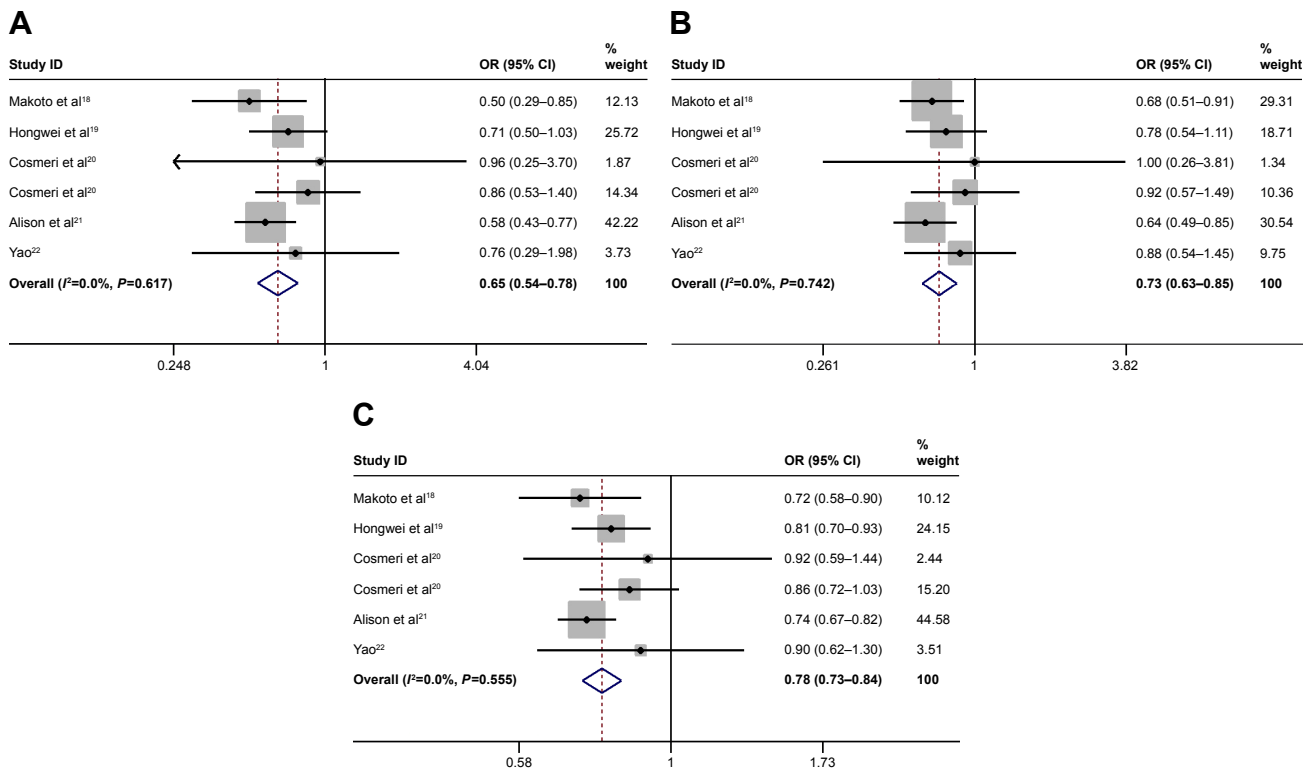 A
Study ID OR (95% CI) % weight
Makoto et al18 0.50 (0.29–0.85) 12.13
Hongwei et al19 0.71 (0.50–1.03) 25.72
Cosmeri et al20 0.96 (0.25–3.70) 1.87
Cosmeri et al20 0.86 (0.53–1.40) 14.34
Alison et al21 0.58 (0.43–0.77) 42.22
Yao22 0.76 (0.29–1.98) 3.73
Overall (I2=0.0%, P=0.617) 0.65 (0.54–0.78) 100
0.248 1 4.04
B
Study ID OR (95% CI) % weight
Makoto et al18 0.68 (0.51–0.91) 29.31
Hongwei et al19 0.78 (0.54–1.11) 18.71
Cosmeri et al20 1.00 (0.26–3.81) 1.34
Cosmeri et al20 0.92 (0.57–1.49) 10.36
Alison et al21 0.64 (0.49–0.85) 30.54
Yao22 0.88 (0.54–1.45) 9.75
Overall (I2=0.0%, P=0.742) 0.73 (0.63–0.85) 100
0.261 1 3.82
C
Study ID OR (95% CI) % weight
Makoto et al18 0.72 (0.58–0.90) 10.12
Hongwei et al19 0.81 (0.70–0.93) 24.15
Cosmeri et al20 0.92 (0.59–1.44) 2.44
Cosmeri et al20 0.86 (0.72–1.03) 15.20
Alison et al21 0.74 (0.67–0.82) 44.58
Yao22 0.90 (0.62–1.30) 3.51
Overall (I2=0.0%, P=0.555) 0.78 (0.73–0.84) 100
0.58 1 1.73